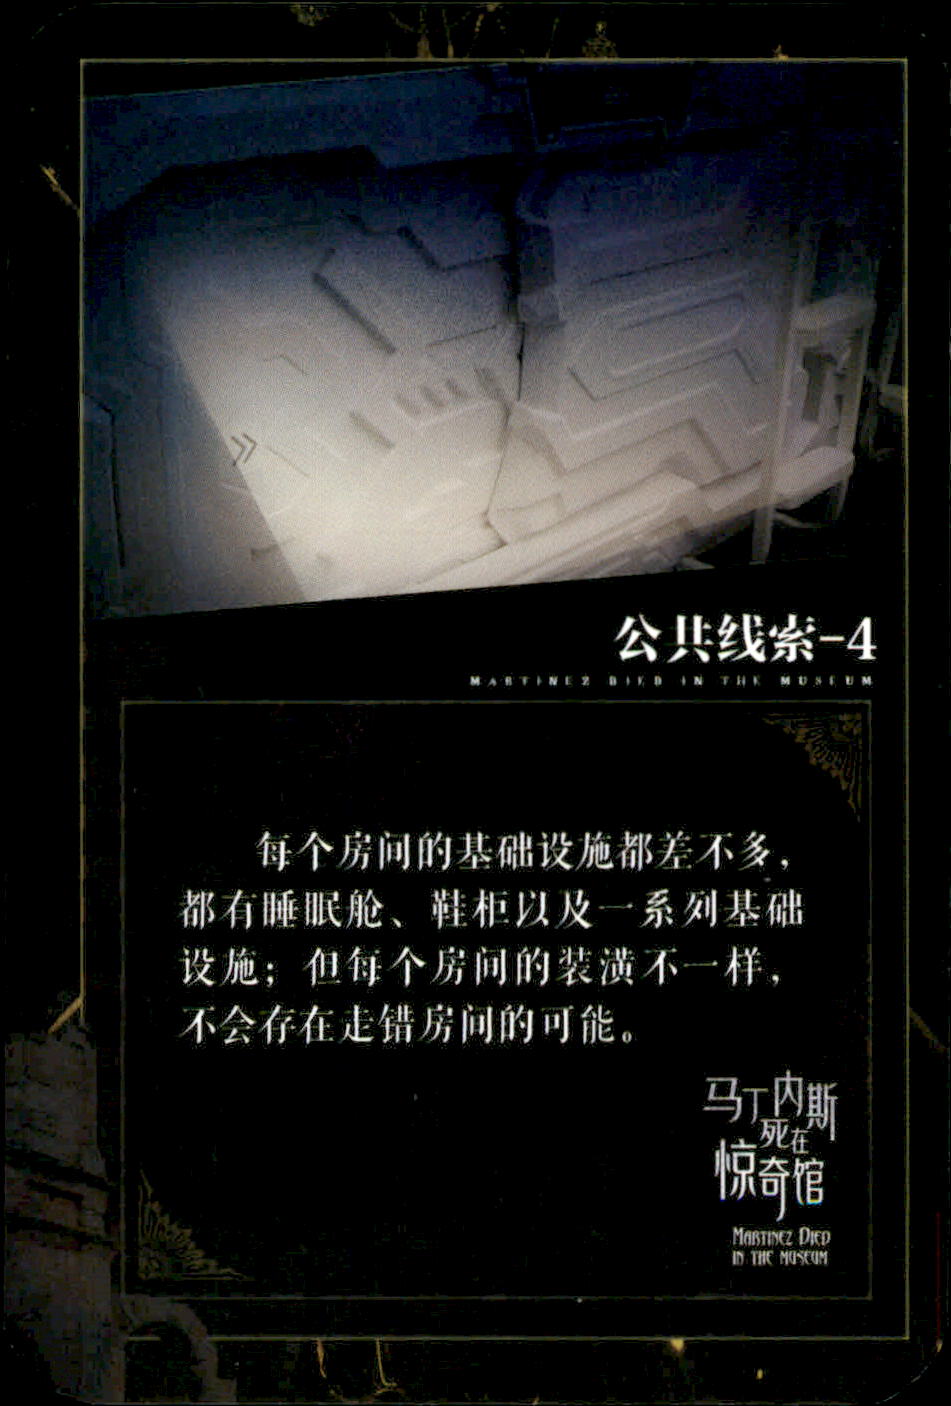 公共线索-4
MARTINEZ DIED IN THE MUSEUM
每个房间的基础设施都差不多，
都有睡眠舱、鞋柜以及一系列基础
设施；但每个房间的装潢不一样，
不会存在走错房间的可能。
马丁内斯
死在
惊奇馆
MARTINEZ DIED
IN THE MUSEUM